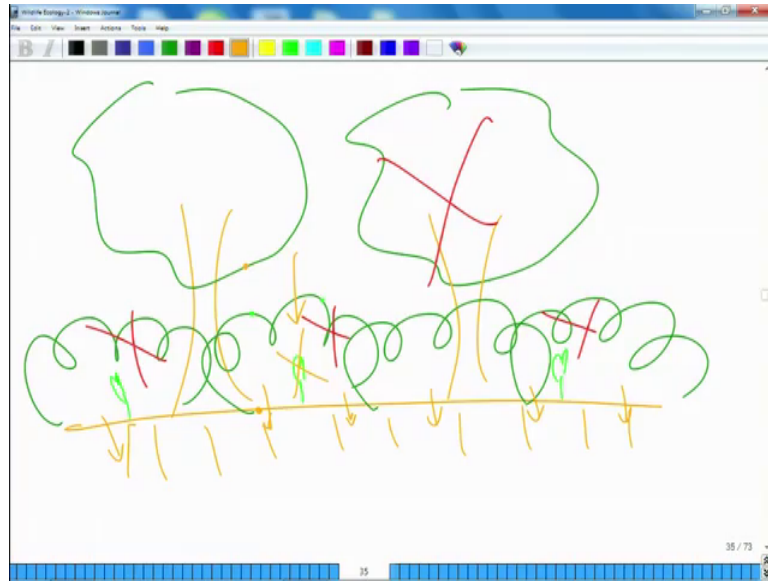 Wildlife Ecology-2 - Windows Journal
File Edit View Insert Actions Tools Help
B I
35 / 73
35